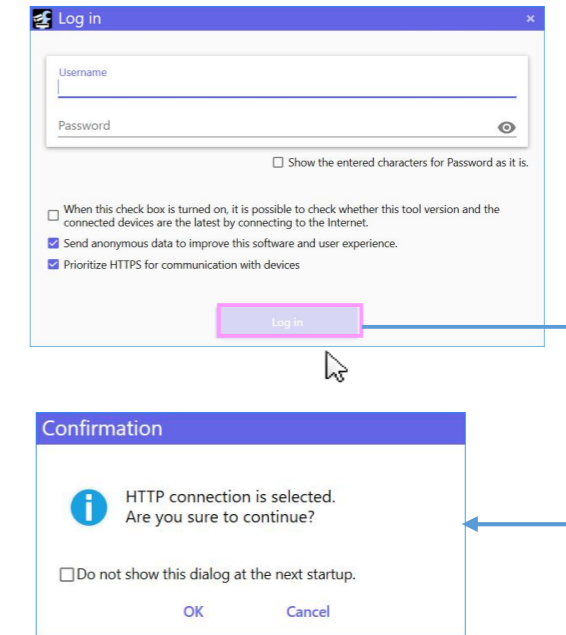 Log in
Username
Password
Show the entered characters for Password as it is.
When this check box is turned on, it is possible to check whether this tool version and the
connected devices are the latest by connecting to the Internet.
Send anonymous data to improve this software and user experience.
Prioritize HTTPS for communication with devices
Log in
Confirmation
HTTP connection is selected.
Are you sure to continue?
Do not show this dialog at the next startup.
OK Cancel